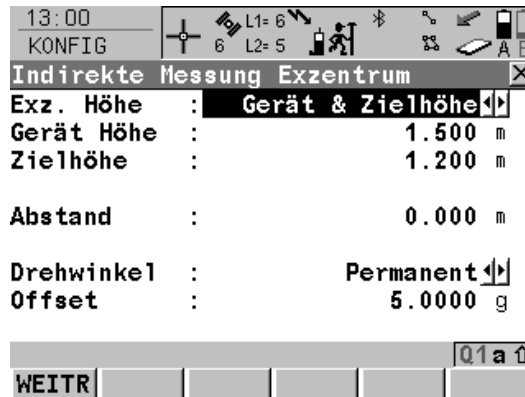 13:00
KONFIG
L1= 6
6 L2= 5
A
Indirekte Messung Exzentrum X
Exz. Höhe : Gerät & Zielhöhe
Gerät Höhe : 1.500 m
Zielhöhe : 1.200 m
Abstand : 0.000 m
Drehwinkel : Permanent
Offset : 5.0000 g
Q1 a
WEITR